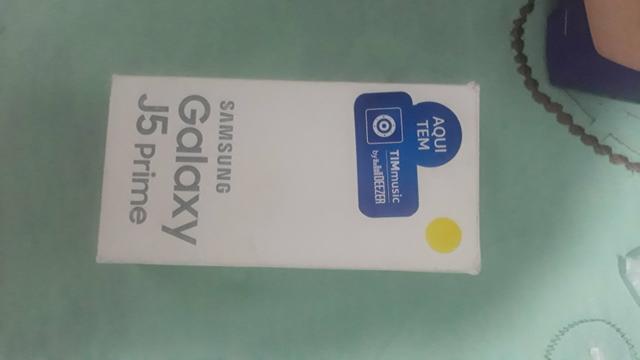 AQUI
TEM
TIMmusic
by DEEZER
SAMSUNG
Galaxy
J5 Prime